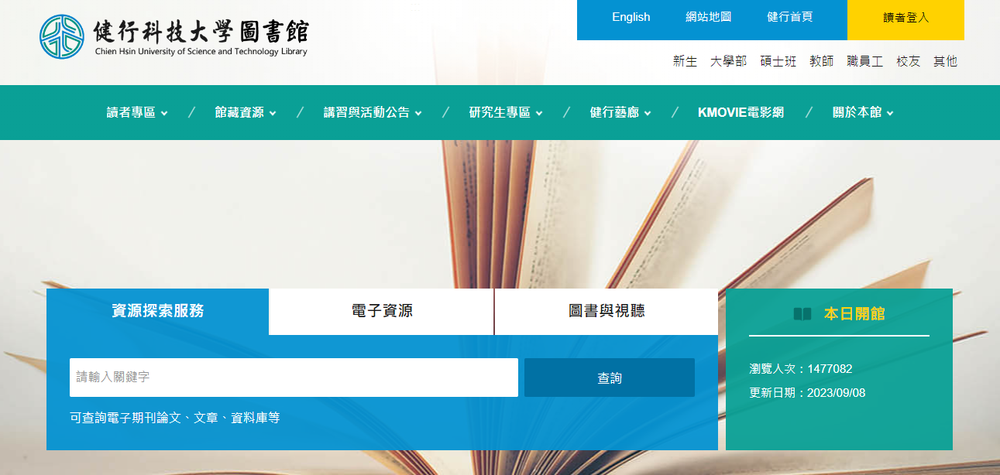 健行科技大學圖書館
Chien Hsin University of Science and Technology Library
English 網站地圖 健行首頁 讀者登入
新生 大學部 碩士班 教師 職員工 校友 其他
讀者專區 / 館藏資源 / 講習與活動公告 / 研究生專區 / 健行藝廊 / KMOVIE電影網 / 關於本館
資源探索服務 電子資源 圖書與視聽
請輸入關鍵字 查詢
可查詢電子期刊論文、文章、資料庫等
本日開館
瀏覽人次：1477082
更新日期：2023/09/08